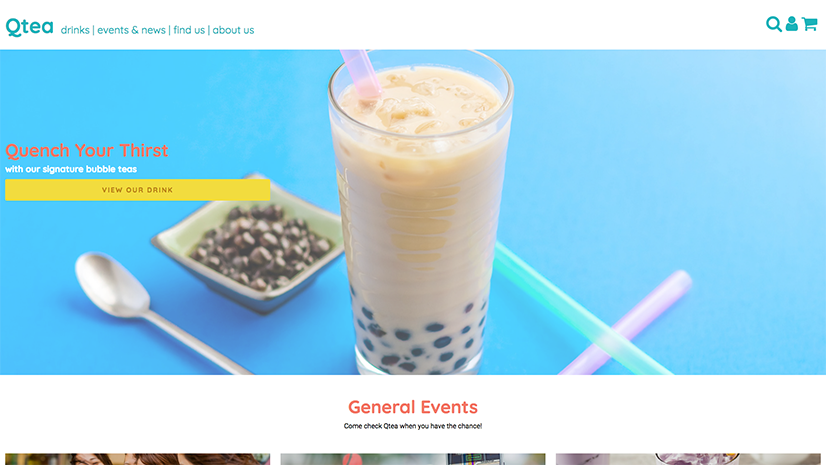 Qtea drinks | events & news | find us | about us
Quench Your Thirst
with our signature bubble teas
VIEW OUR DRINK
General Events
Come check Qtea when you have the chance!